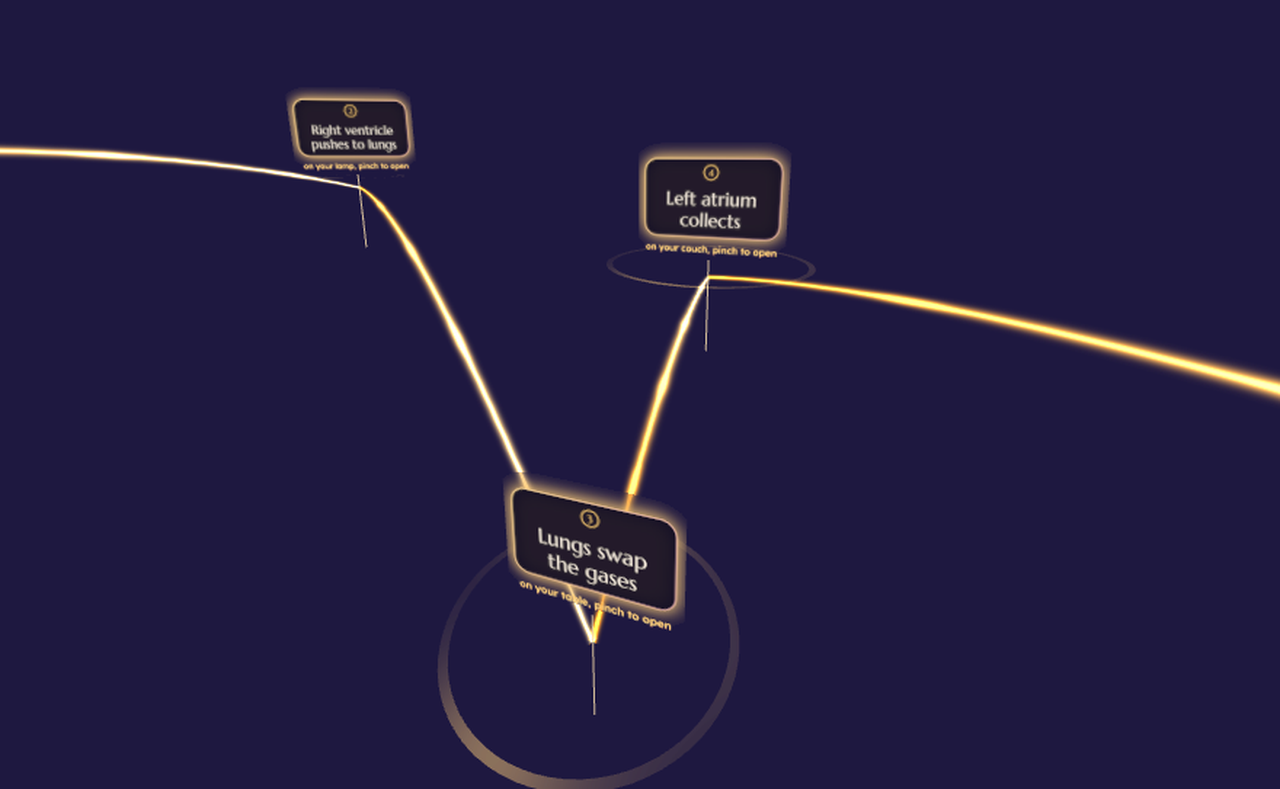 2
Right ventricle
pushes to lungs
on your lamp, pinch to open
4
Left atrium
collects
on your couch, pinch to open
3
Lungs swap
the gases
on your table, pinch to open